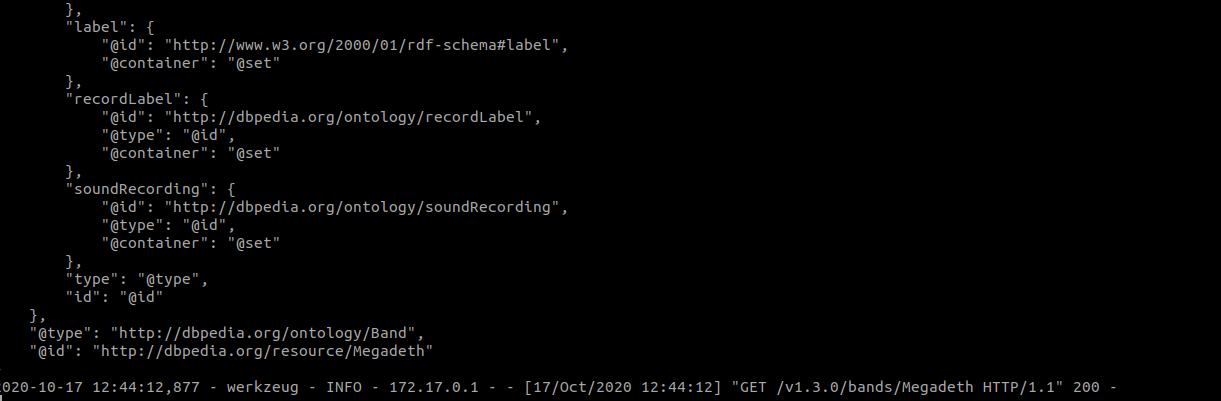 },
        "label": {
            "@id": "http://www.w3.org/2000/01/rdf-schema#label",
            "@container": "@set"
        },
        "recordLabel": {
            "@id": "http://dbpedia.org/ontology/recordLabel",
            "@type": "@id",
            "@container": "@set"
        },
        "soundRecording": {
            "@id": "http://dbpedia.org/ontology/soundRecording",
            "@type": "@id",
            "@container": "@set"
        },
        "type": "@type",
        "id": "@id"
    },
    "@type": "http://dbpedia.org/ontology/Band",
    "@id": "http://dbpedia.org/resource/Megadeth"
2020-10-17 12:44:12,877 - werkzeug - INFO - 172.17.0.1 - - [17/Oct/2020 12:44:12] "GET /v1.3.0/bands/Megadeth HTTP/1.1" 200 -